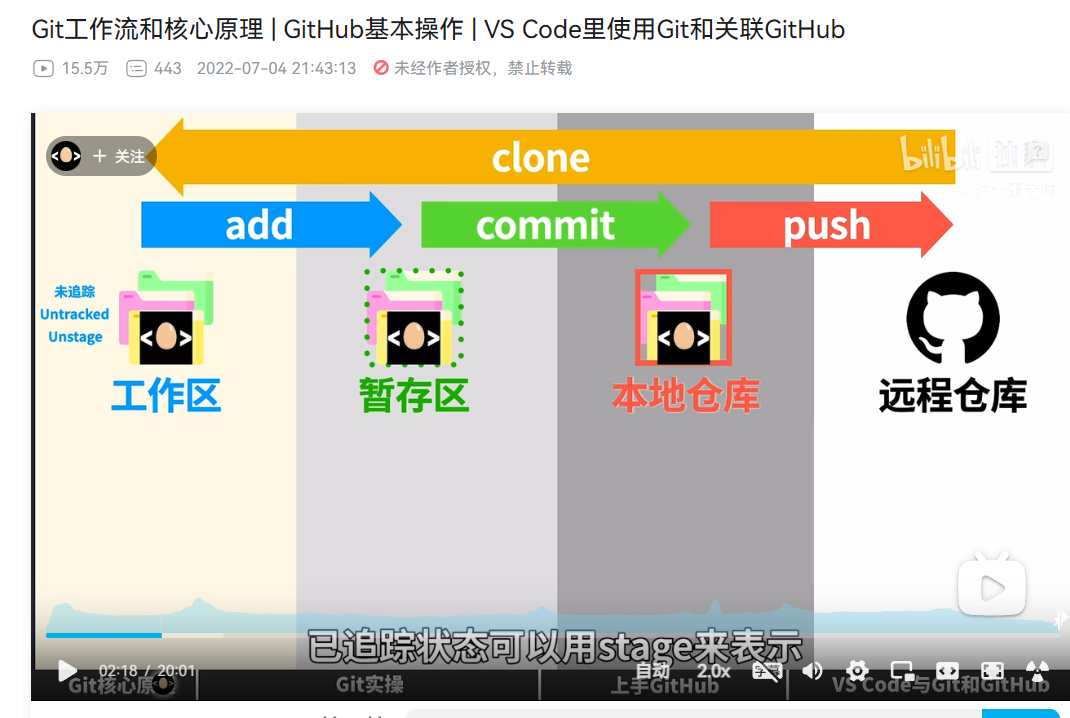 Git工作流和核心原理 | GitHub基本操作 | VS Code里使用Git和关联GitHub
15.5万 443 2022-07-04 21:43:13 未经作者授权，禁止转载
+ 关注
clone
bilibili
add
commit
push
未追踪
Untracked
Unstage
< >
< >
< >
工作区
暂存区
本地仓库
远程仓库
已追踪状态可以用stage来表示
02:18 / 20:01
自动
2.0x
字幕
Git核心原
Git实操
上手GitHub
VS Code与Git和GitHub